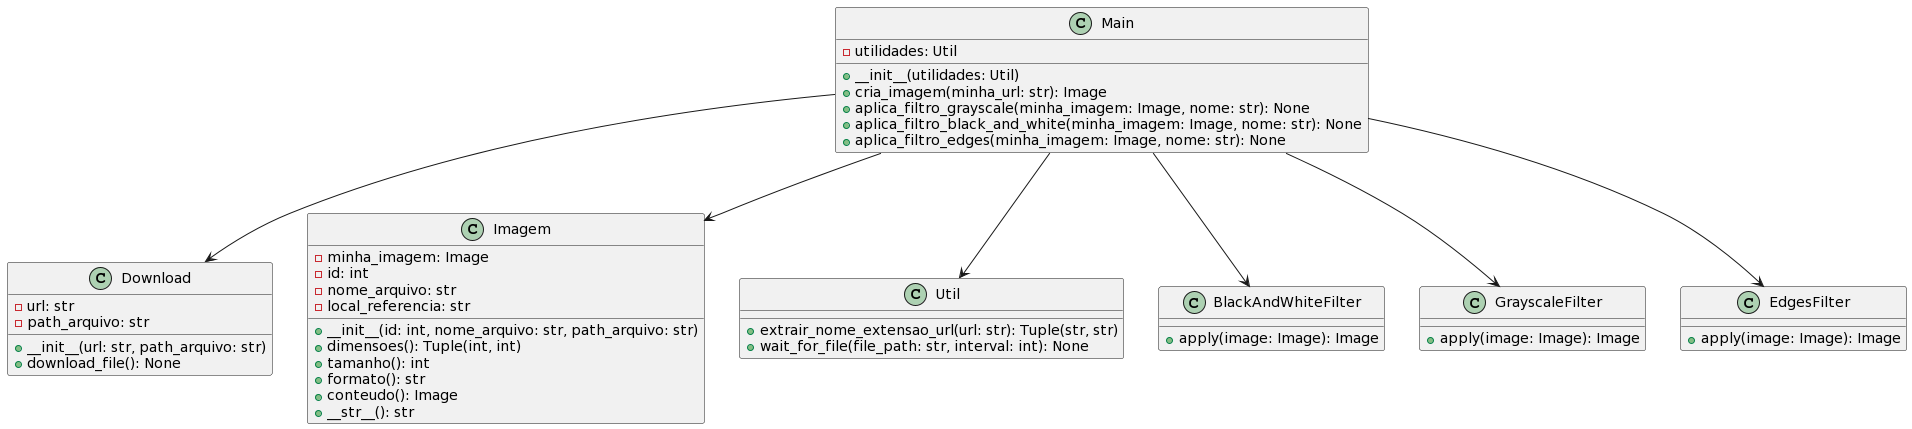 C Main
utilidades: Util
__init__(utilidades: Util)
cria_imagem(minha_url: str): Image
aplica_filtro_grayscale(minha_imagem: Image, nome: str): None
aplica_filtro_black_and_white(minha_imagem: Image, nome: str): None
aplica_filtro_edges(minha_imagem: Image, nome: str): None
C Download
url: str
path_arquivo: str
__init__(url: str, path_arquivo: str)
download_file(): None
C Imagem
minha_imagem: Image
id: int
nome_arquivo: str
local_referencia: str
__init__(id: int, nome_arquivo: str, path_arquivo: str)
dimensoes(): Tuple(int, int)
tamanho(): int
formato(): str
conteudo(): Image
__str__(): str
C Util
extrair_nome_extensao_url(url: str): Tuple(str, str)
wait_for_file(file_path: str, interval: int): None
C BlackAndWhiteFilter
apply(image: Image): Image
C GrayscaleFilter
apply(image: Image): Image
C EdgesFilter
apply(image: Image): Image